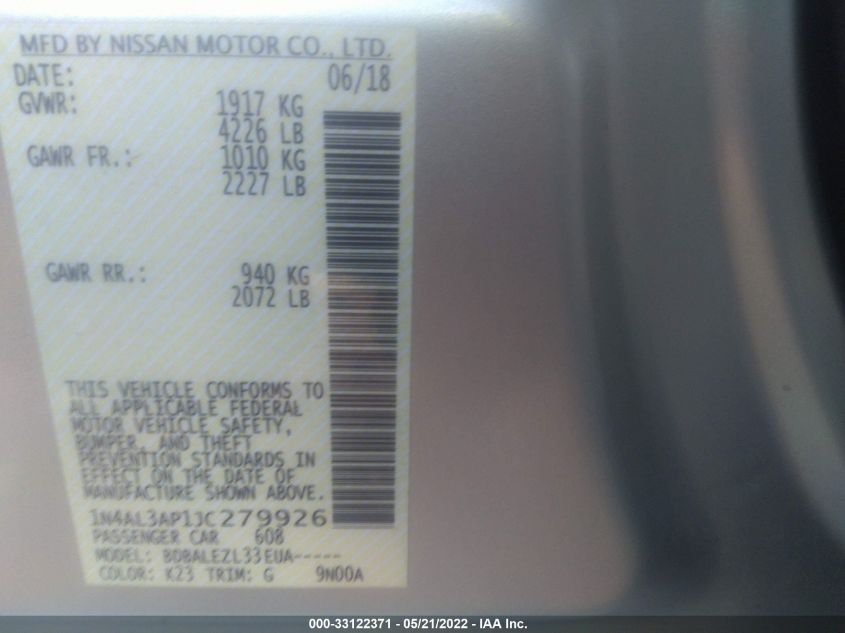 MFD BY NISSAN MOTOR CO., LTD.
DATE: 06/18
GVWR: 1917 KG
4226 LB
GAWR FR.: 1010 KG
2227 LB
GAWR RR.: 940 KG
2072 LB
THIS VEHICLE CONFORMS TO
ALL APPLICABLE FEDERAL
MOTOR VEHICLE SAFETY,
BUMPER, AND THEFT
PREVENTION STANDARDS IN
EFFECT ON THE DATE OF
MANUFACTURE SHOWN ABOVE.
1N4AL3AP1JC279926
PASSENGER CAR 608
MODEL: BDBALEZL33EUA-----
COLOR: K23 TRIM: G 9N00A
000-33122371 - 05/21/2022 - IAA Inc.